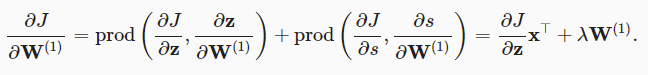 ∂J/∂W⁽¹⁾ = prod(∂J/∂z, ∂z/∂W⁽¹⁾) + prod(∂J/∂s, ∂s/∂W⁽¹⁾) = ∂J/∂z x⊤ + λW⁽¹⁾.